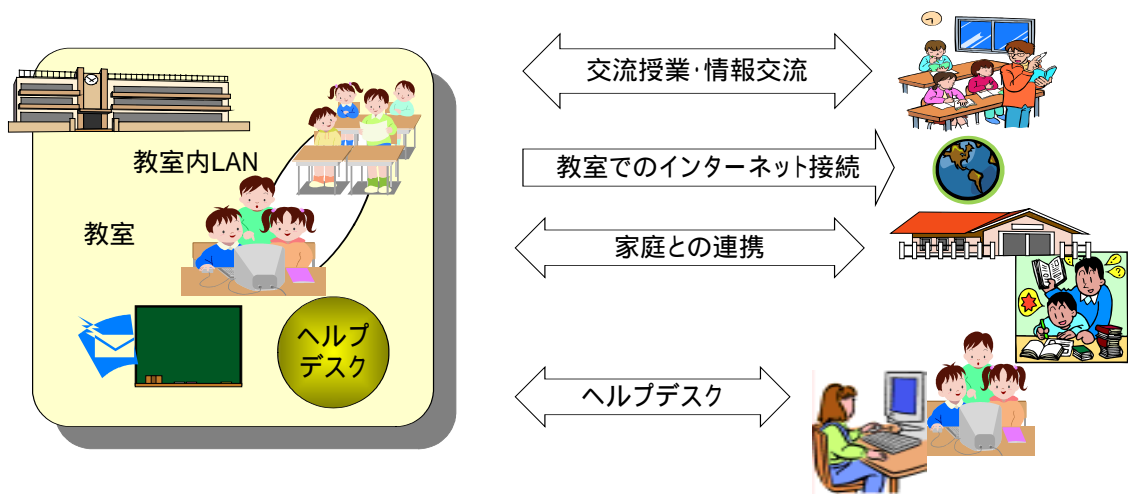 教室内LAN
教室
ヘルプ
デスク
交流授業・情報交流
教室でのインターネット接続
家庭との連携
ヘルプデスク